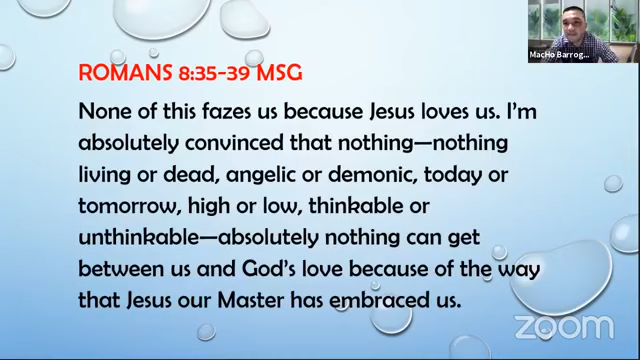 MacHo Barrog...
ROMANS 8:35-39 MSG
None of this fazes us because Jesus loves us. I'm
absolutely convinced that nothing—nothing
living or dead, angelic or demonic, today or
tomorrow, high or low, thinkable or
unthinkable—absolutely nothing can get
between us and God's love because of the way
that Jesus our Master has embraced us.
zoom